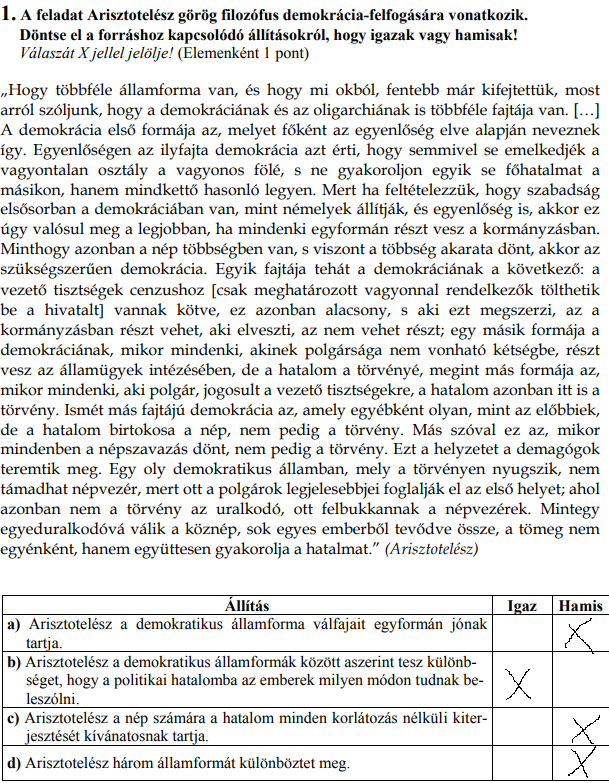 1. A feladat Arisztotelész görög filozófus demokrácia-felfogására vonatkozik.
Döntse el a forráshoz kapcsolódó állításokról, hogy igazak vagy hamisak!
Válaszát X jellel jelölje! (Elemenként 1 pont)
„Hogy többféle államforma van, és hogy mi okból, fentebb már kifejtettük, most
arról szóljunk, hogy a demokráciának és az oligarchiának is többféle fajtája van. […]
A demokrácia első formája az, melyet főként az egyenlőség elve alapján neveznek
így. Egyenlőségen az ilyfajta demokrácia azt érti, hogy semmivel se emelkedjék a
vagyontalan osztály a vagyonos fölé, s ne gyakoroljon egyik se főhatalmat a
másikon, hanem mindkettő hasonló legyen. Mert ha feltételezzük, hogy szabadság
elsősorban a demokráciában van, mint némelyek állítják, és egyenlőség is, akkor ez
úgy valósul meg a legjobban, ha mindenki egyformán részt vesz a kormányzásban.
Minthogy azonban a nép többségben van, s viszont a többség akarata dönt, akkor az
szükségszerűen demokrácia. Egyik fajtája tehát a demokráciának a következő: a
vezető tisztségek cenzushoz [csak meghatározott vagyonnal rendelkezők tölthetik
be a hivatalt] vannak kötve, ez azonban alacsony, s aki ezt megszerzi, az a
kormányzásban részt vehet, aki elveszti, az nem vehet részt; egy másik formája a
demokráciának, mikor mindenki, akinek polgársága nem vonható kétségbe, részt
vesz az államügyek intézésében, de a hatalom a törvényé, megint más formája az,
mikor mindenki, aki polgár, jogosult a vezető tisztségekre, a hatalom azonban itt is a
törvény. Ismét más fajtájú demokrácia az, amely egyébként olyan, mint az előbbiek,
de a hatalom birtokosa a nép, nem pedig a törvény. Más szóval ez az, mikor
mindenben a népszavazás dönt, nem pedig a törvény. Ezt a helyzetet a demagógok
teremtik meg. Egy oly demokratikus államban, mely a törvényen nyugszik, nem
támadhat népvezér, mert ott a polgárok legjelesebbjei foglalják el az első helyet; ahol
azonban nem a törvény az uralkodó, ott felbukkannak a népvezérek. Mintegy
egyeduralkodóvá válik a köznép, sok egyes emberből tevődve össze, a tömeg nem
egyénként, hanem együttesen gyakorolja a hatalmat.” (Arisztotelész)
Állítás Igaz Hamis
a) Arisztotelész a demokratikus államforma válfajait egyformán jónak
tartja. X
b) Arisztotelész a demokratikus államformák között aszerint tesz különb-
séget, hogy a politikai hatalomba az emberek milyen módon tudnak be-
leszólni. X
c) Arisztotelész a nép számára a hatalom minden korlátozás nélküli kiter-
jesztését kívánatosnak tartja. X
d) Arisztotelész három államformát különböztet meg. X